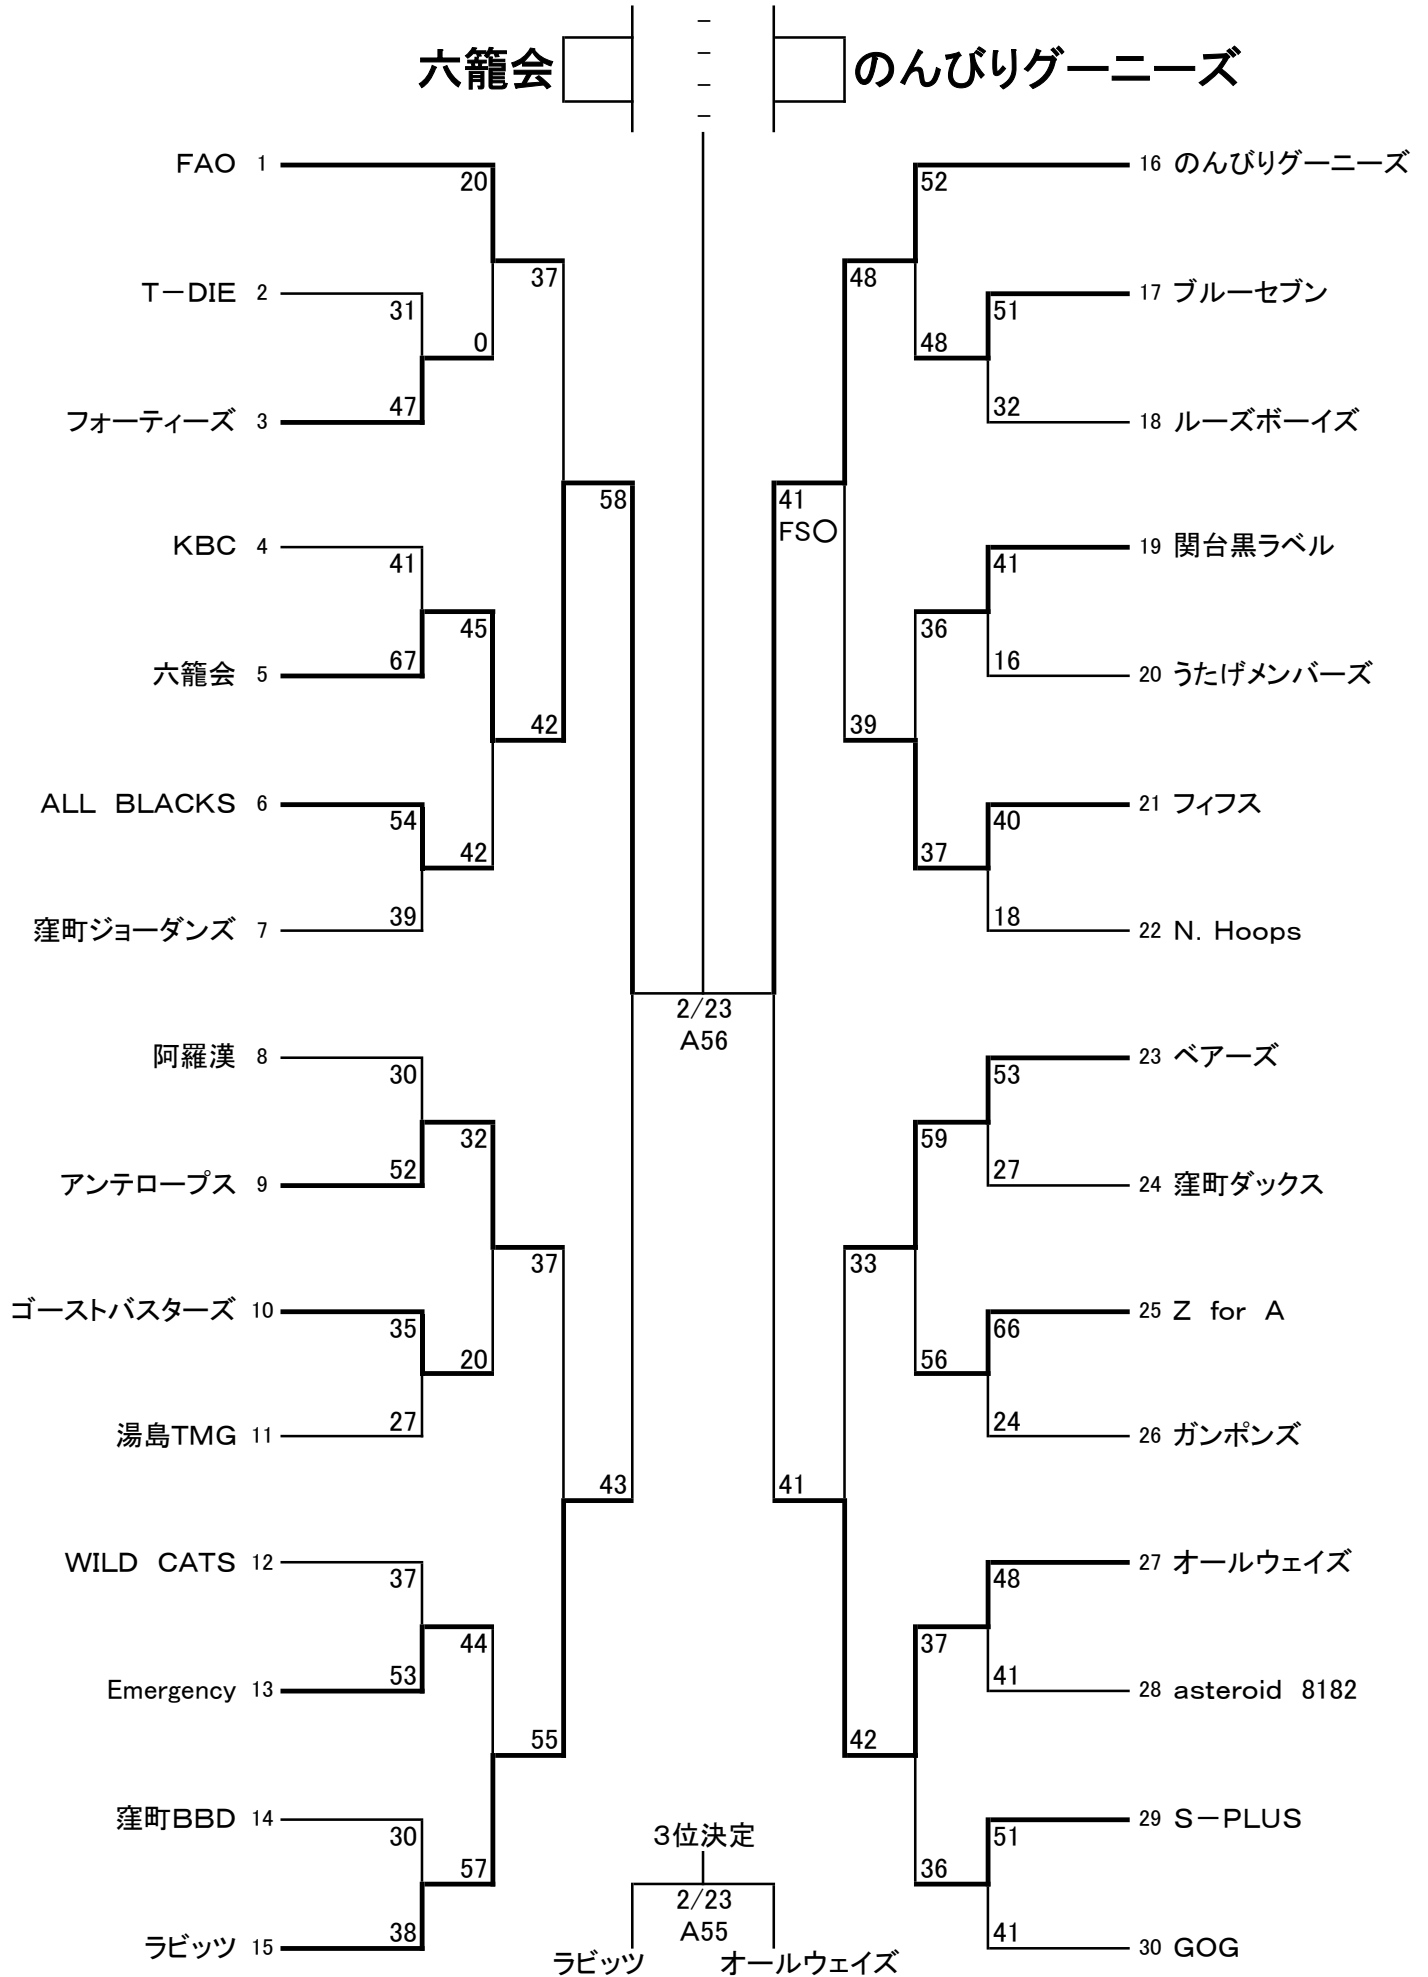 六籠会 のんびりグーニーズ
－
－
－
－
FAO 1
20
T－DIE 2
31
0
フォーティーズ 3
47
37
KBC 4
41
45
六籠会 5
67
42
ALL BLACKS 6
54
42
窪町ジョーダンズ 7
39
58
阿羅漢 8
30
32
アンテロープス 9
52
37
ゴーストバスターズ 10
35
20
湯島TMG 11
27
43
WILD CATS 12
37
44
Emergency 13
53
55
窪町BBD 14
30
57
ラビッツ 15
38
2/23
A56
16 のんびりグーニーズ
52
48
17 ブルーセブン
51
48
18 ルーズボーイズ
32
41
FS○
19 関台黒ラベル
41
36
20 うたげメンバーズ
16
39
21 フィフス
40
37
22 N. Hoops
18
23 ベアーズ
53
59
24 窪町ダックス
27
33
25 Z for A
66
56
26 ガンポンズ
24
41
27 オールウェイズ
48
37
28 asteroid 8182
41
42
29 S－PLUS
51
36
30 GOG
41
3位決定
2/23
A55
ラビッツ オールウェイズ